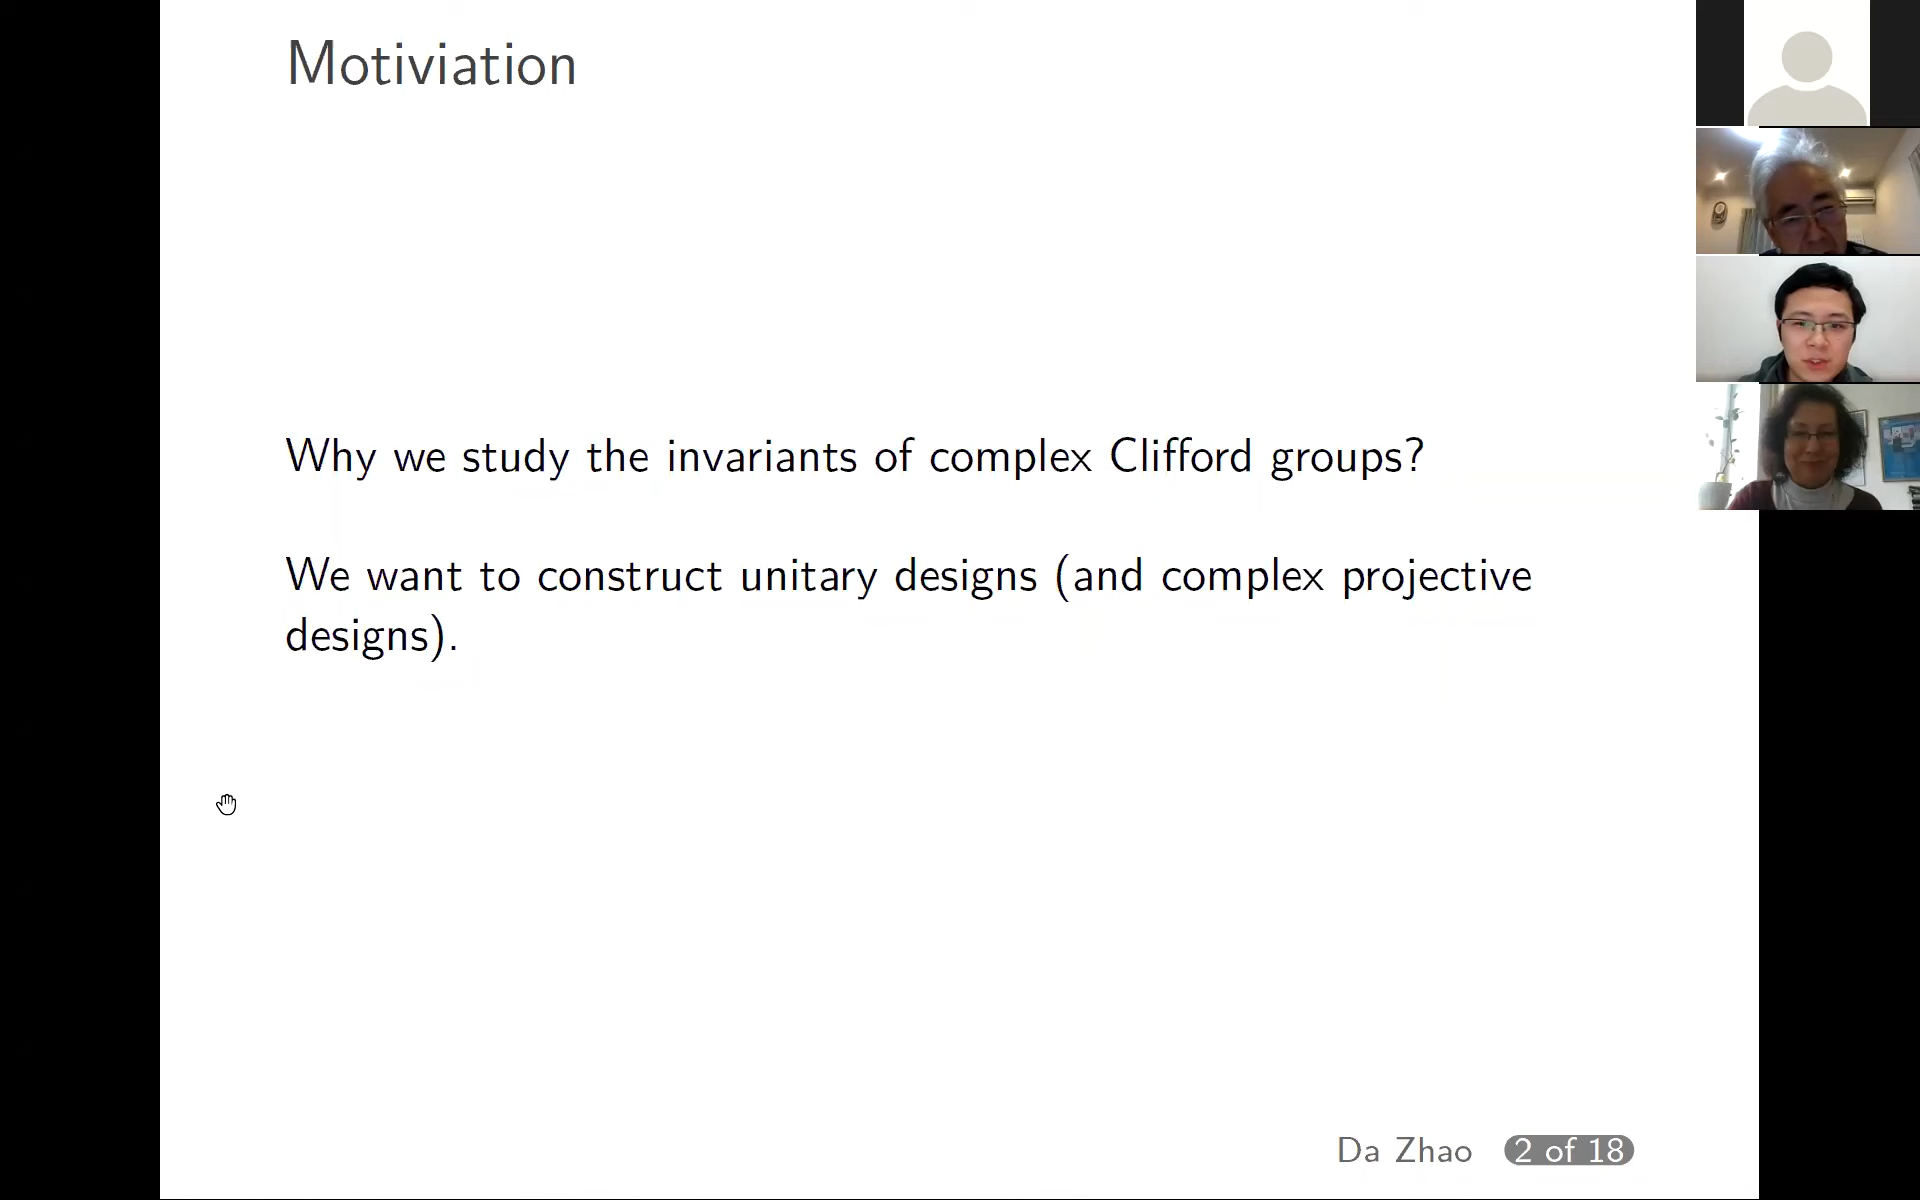 Motiviation
Why we study the invariants of complex Clifford groups?
We want to construct unitary designs (and complex projective
designs).
Da Zhao 2 of 18